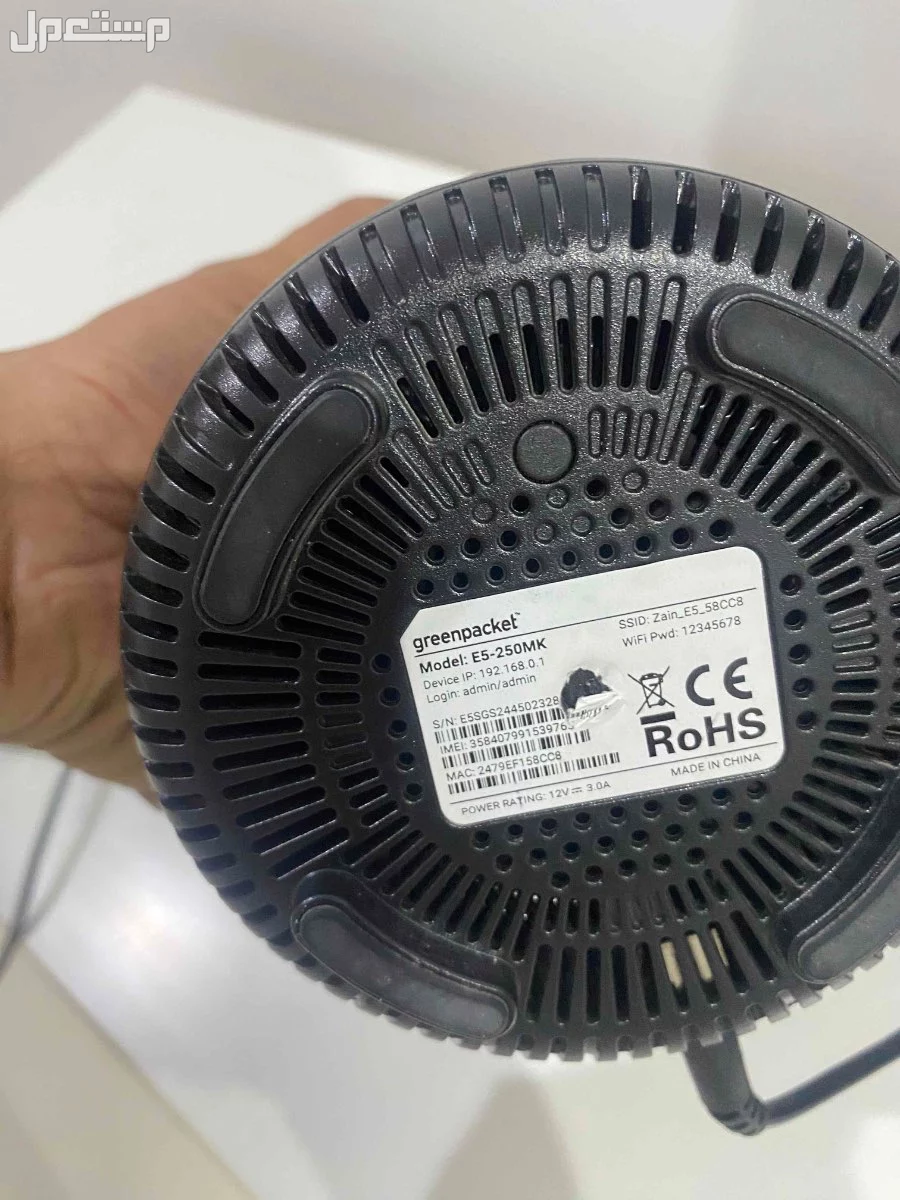 مستعمل
greenpacket™
Model: E5-250MK
Device IP: 192.168.0.1
Login: admin/admin
SSID: Zain_E5_58CC8
WiFi Pwd: 12345678
S/N: E5SGS244502328
IMEI: 35840799153976
MAC: 2479EF158CC8
CE
RoHS
POWER RATING: 12V⎓3.0A
MADE IN CHINA